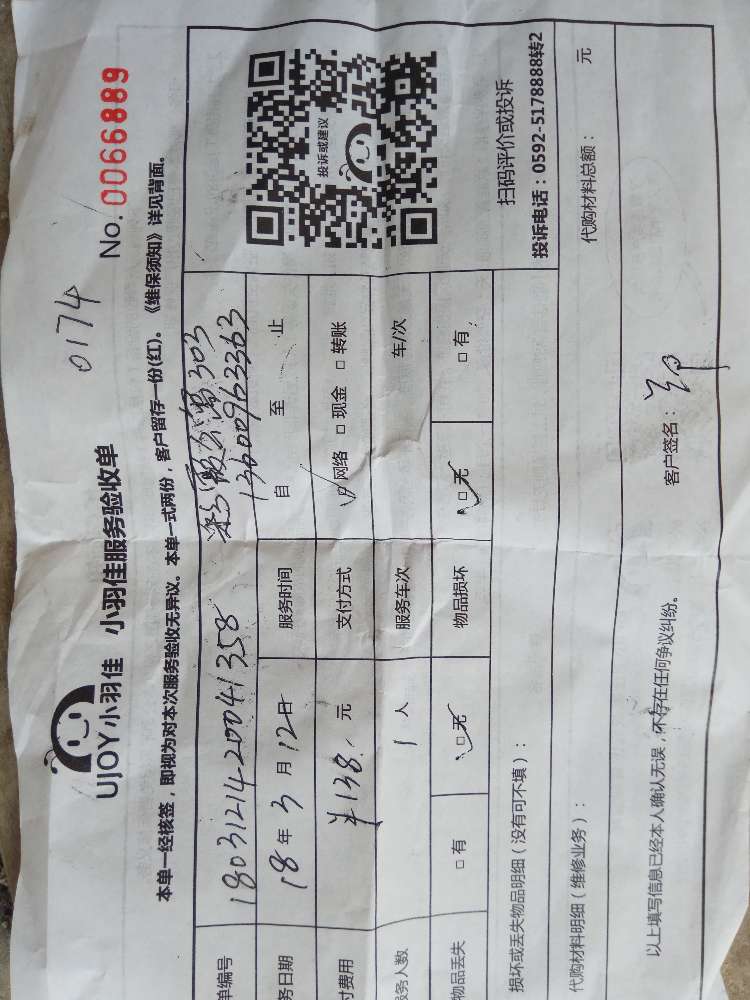 UJOY小羽佳 小羽佳服务验收单
0174
No. 0066889
本单一经核签，即视为对本次服务验收无异议。本单一式两份，客户留存一份(红)。《维保须知》详见背面。
单编号 1803121420041358 303
13600963363
务日期 18年3月12日 服务时间 自 至 止
付费用 ¥138. 元 支付方式 □网络 □现金 □转账
务人数 1人 服务车次 车/次
物品丢失 □有 □无 物品损坏 □无 □有
投诉或建议
扫码评价或投诉
投诉电话：0592-5178888转2
损坏或丢失物品明细（没有可不填）：
代购材料明细（维修业务）： 代购材料总额： 元
以上填写信息已经本人确认无误，不存在任何争议纠纷。 客户签名：